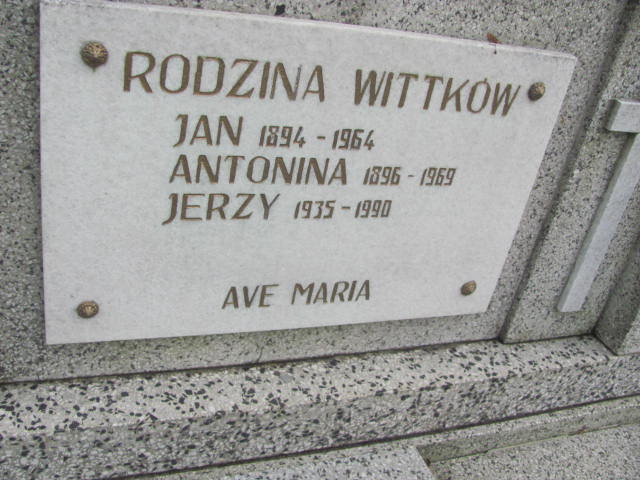 RODZINA WITTKÓW
JAN 1894 - 1964
ANTONINA 1896 - 1969
JERZY 1935 - 1990
AVE MARIA